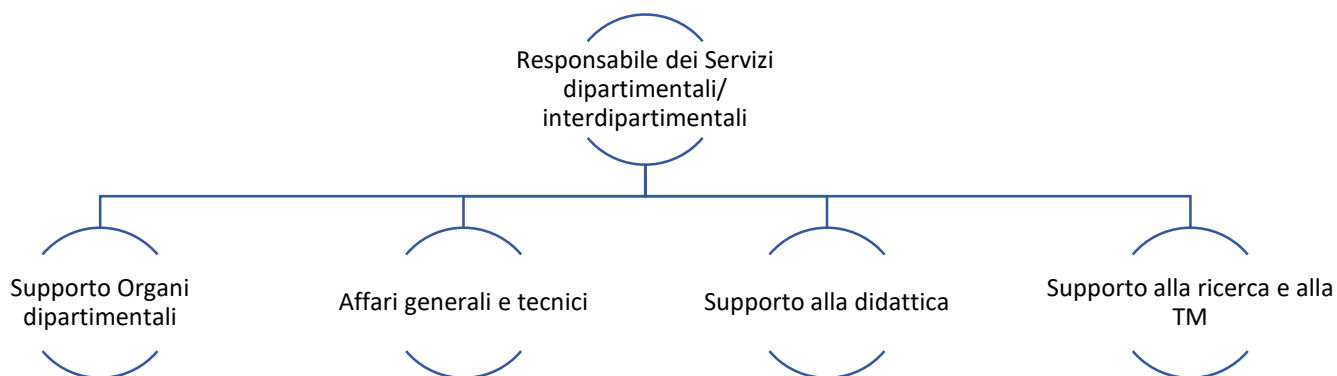 Responsabile dei Servizi
dipartimentali/
interdipartimentali
Supporto Organi
dipartimentali
Affari generali e tecnici
Supporto alla didattica
Supporto alla ricerca e alla
TM